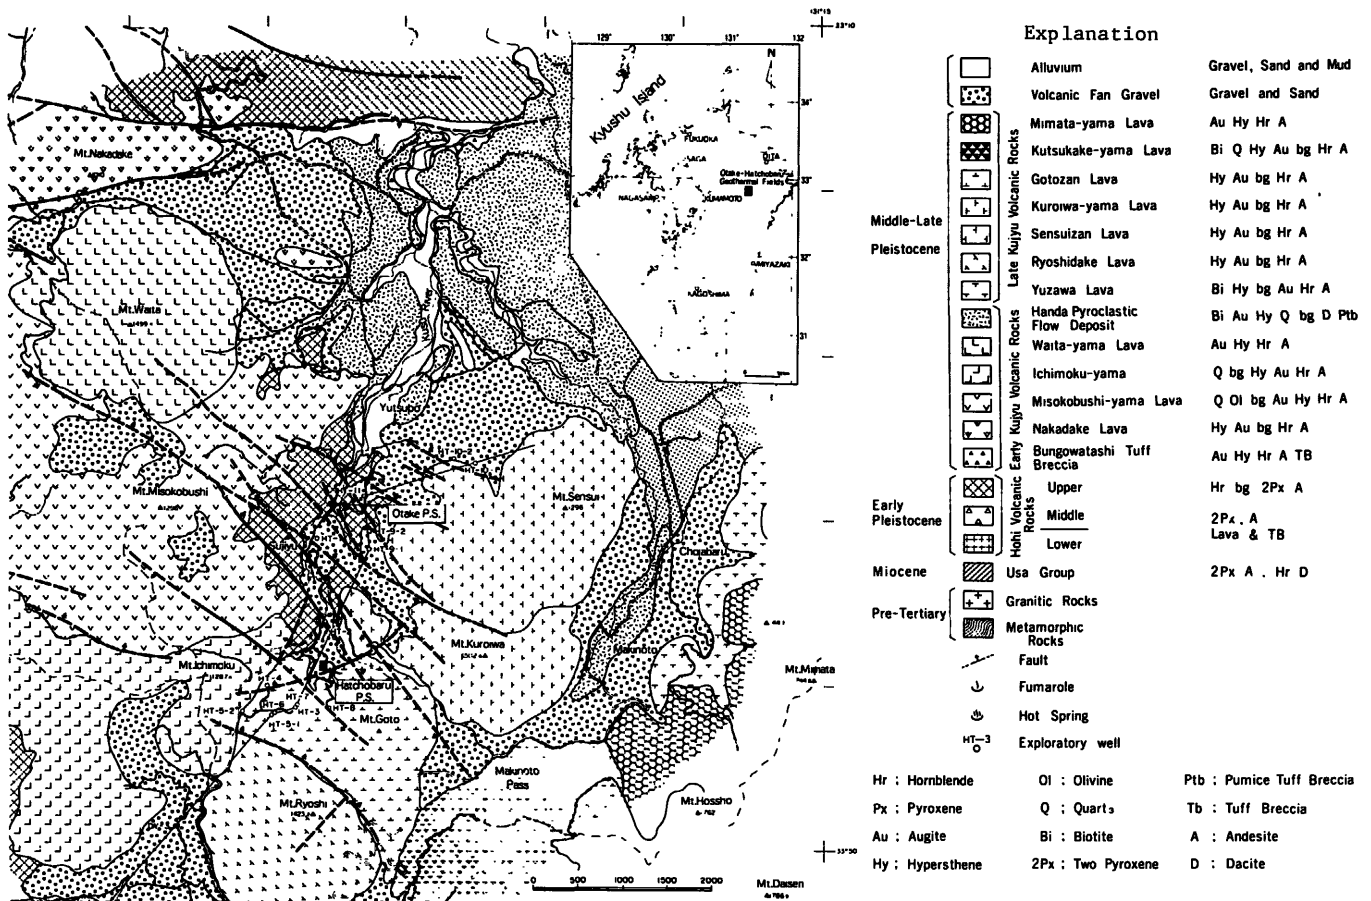 131°15
33°10
129°
130°
131°
132
N
34°
Kyushu Island
FUKUOKA
SAGA
OITA
Otake-Hatchobaru
Geothermal Fields
33°
NAGASAKI
KUMAMOTO
32°
MIYAZAKI
KAGOSHIMA
31
Mt.Nakadake
Mt.Waita
Yutsubo
HT-10-2
Mt.Misokobushi
Mt.Sensui
Otake P.S.
Chojabaru
Mt.Kuroiwa
Makinoto
Mt.Ichimoku
Mt.Mimata
Hatchobaru
P.S.
HT-7
HT-6
HT-5-2
HT-5-1
HT-3
HT-8
Mt.Goto
Makinoto
Pass
Mt.Ryoshi
Mt.Hossho
0 500 1000 1500 2000
Mt.Daisen
33°50
Explanation
Alluvium Gravel, Sand and Mud
Volcanic Fan Gravel Gravel and Sand
Middle-Late
Pleistocene
Late Kujyu Volcanic Rocks
Mimata-yama Lava Au Hy Hr A
Kutsukake-yama Lava Bi Q Hy Au bg Hr A
Gotozan Lava Hy Au bg Hr A
Kuroiwa-yama Lava Hy Au bg Hr A
Sensuizan Lava Hy Au bg Hr A
Ryoshidake Lava Hy Au bg Hr A
Yuzawa Lava Bi Hy bg Au Hr A
Early Kujyu Volcanic Rocks
Handa Pyroclastic
Flow Deposit Bi Au Hy Q bg D Ptb
Waita-yama Lava Au Hy Hr A
Ichimoku-yama Q bg Hy Au Hr A
Misokobushi-yama Lava Q Ol bg Au Hy Hr A
Nakadake Lava Hy Au bg Hr A
Bungowatashi Tuff
Breccia Au Hy Hr A TB
Early
Pleistocene
Hohi Volcanic
Rocks
Upper Hr bg 2Px A
Middle 2Px . A
Lava & TB
Lower
Miocene Usa Group 2Px A . Hr D
Pre-Tertiary
Granitic Rocks
Metamorphic
Rocks
Fault
Fumarole
Hot Spring
HT-3 Exploratory well
Hr : Hornblende Ol : Olivine Ptb : Pumice Tuff Breccia
Px : Pyroxene Q : Quartz Tb : Tuff Breccia
Au : Augite Bi : Biotite A : Andesite
Hy : Hypersthene 2Px : Two Pyroxene D : Dacite